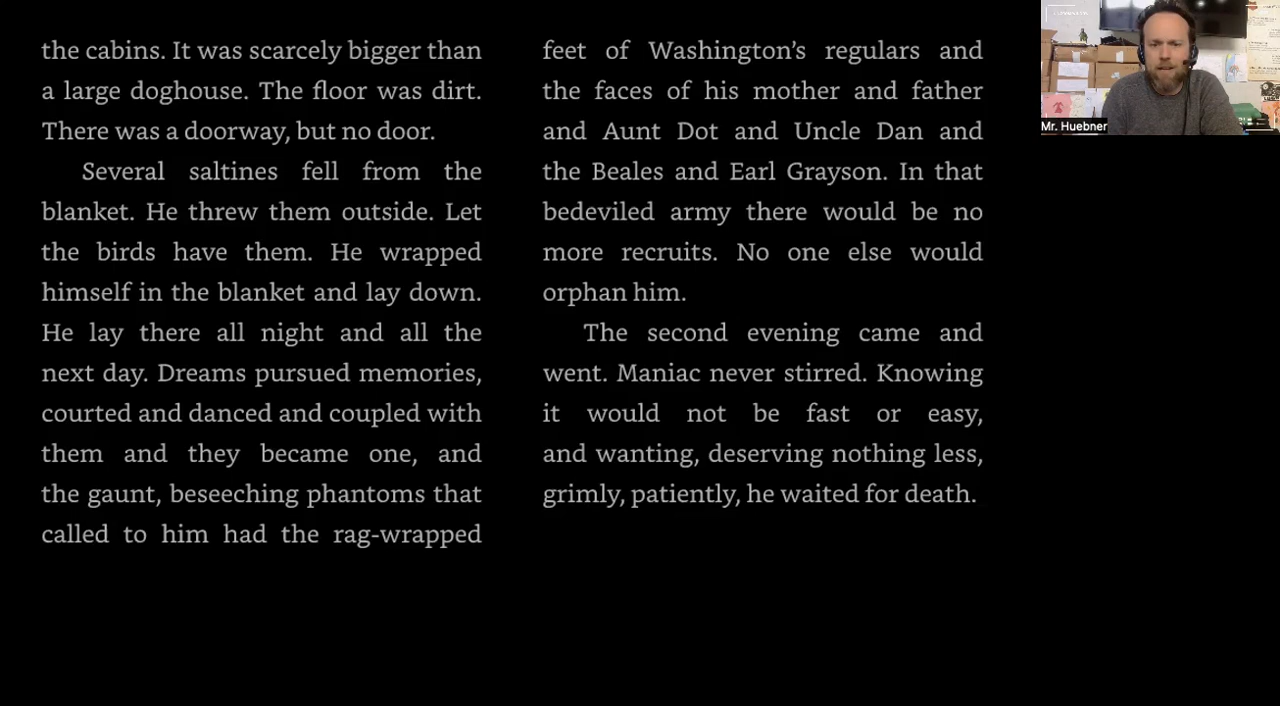 the cabins. It was scarcely bigger than
a large doghouse. The floor was dirt.
There was a doorway, but no door.
Several saltines fell from the
blanket. He threw them outside. Let
the birds have them. He wrapped
himself in the blanket and lay down.
He lay there all night and all the
next day. Dreams pursued memories,
courted and danced and coupled with
them and they became one, and
the gaunt, beseeching phantoms that
called to him had the rag-wrapped
feet of Washington's regulars and
the faces of his mother and father
and Aunt Dot and Uncle Dan and
the Beales and Earl Grayson. In that
bedeviled army there would be no
more recruits. No one else would
orphan him.
The second evening came and
went. Maniac never stirred. Knowing
it would not be fast or easy,
and wanting, deserving nothing less,
grimly, patiently, he waited for death.
Mr. Huebner